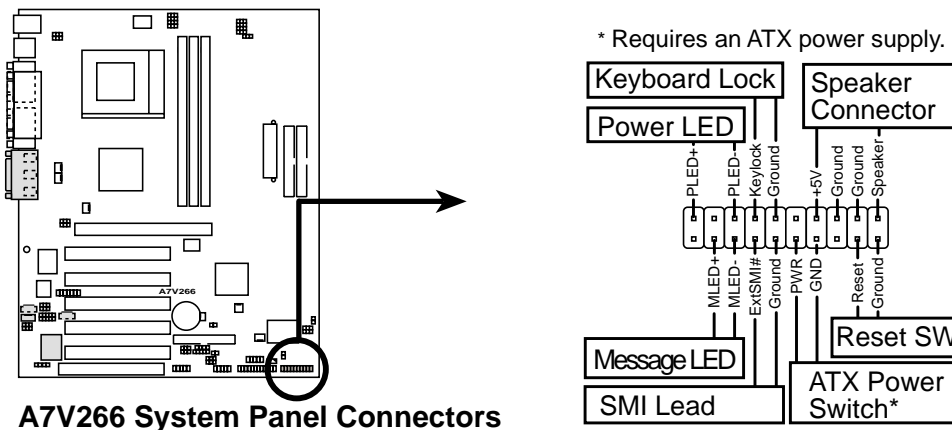 * Requires an ATX power supply.
Keyboard Lock
Speaker
Connector
Power LED
PLED+
PLED-
Keylock
Ground
+5V
Ground
Ground
Speaker
A7V266
MLED+
MLED-
ExtSMI#
Ground
PWR
GND
Reset
Ground
Reset SW
Message LED
SMI Lead
ATX Power
Switch*
A7V266 System Panel Connectors